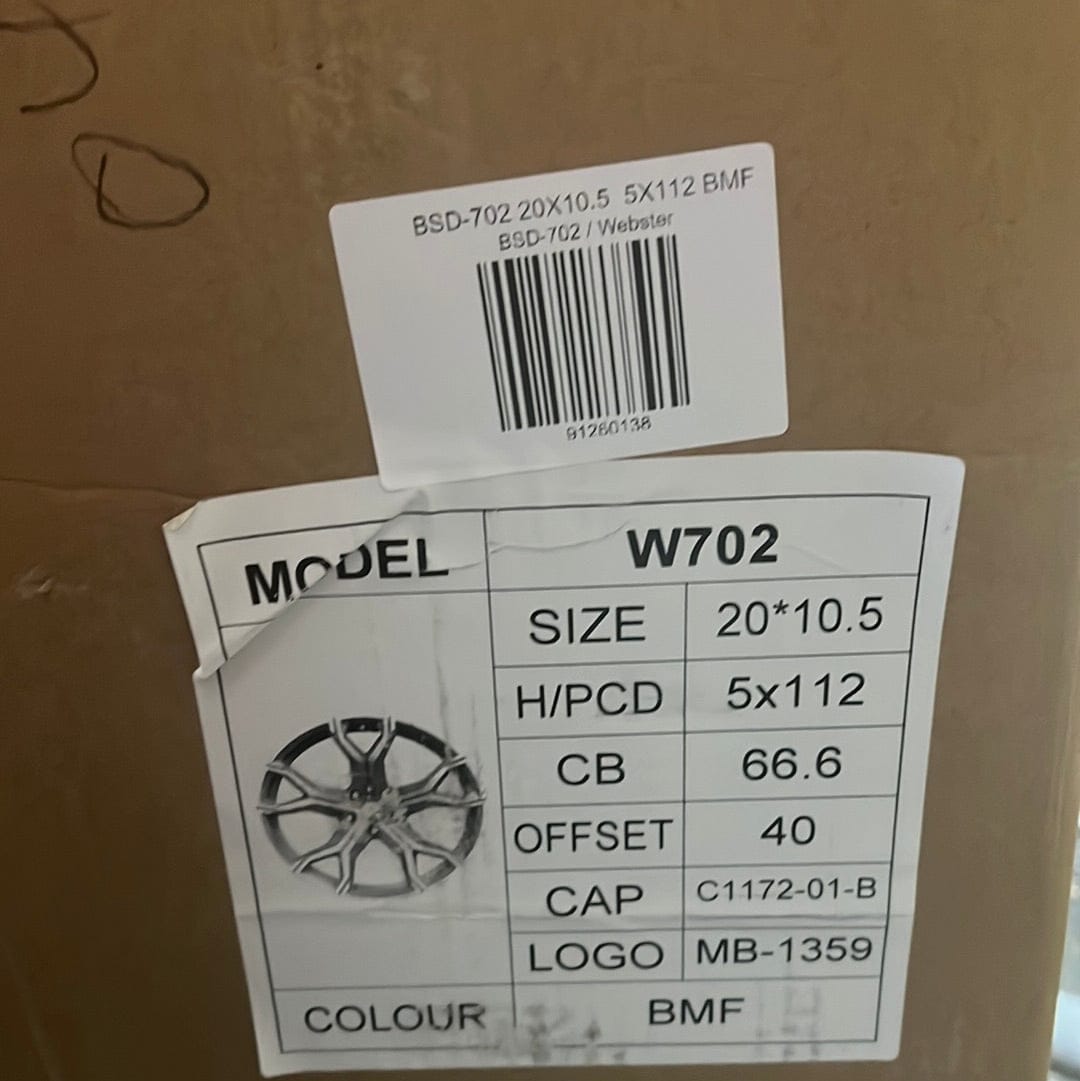 BSD-702 20X10.5 5X112 BMF
BSD-702 / Webster
91260138
MODEL W702
SIZE 20*10.5
H/PCD 5x112
CB 66.6
OFFSET 40
CAP C1172-01-B
LOGO MB-1359
COLOUR BMF